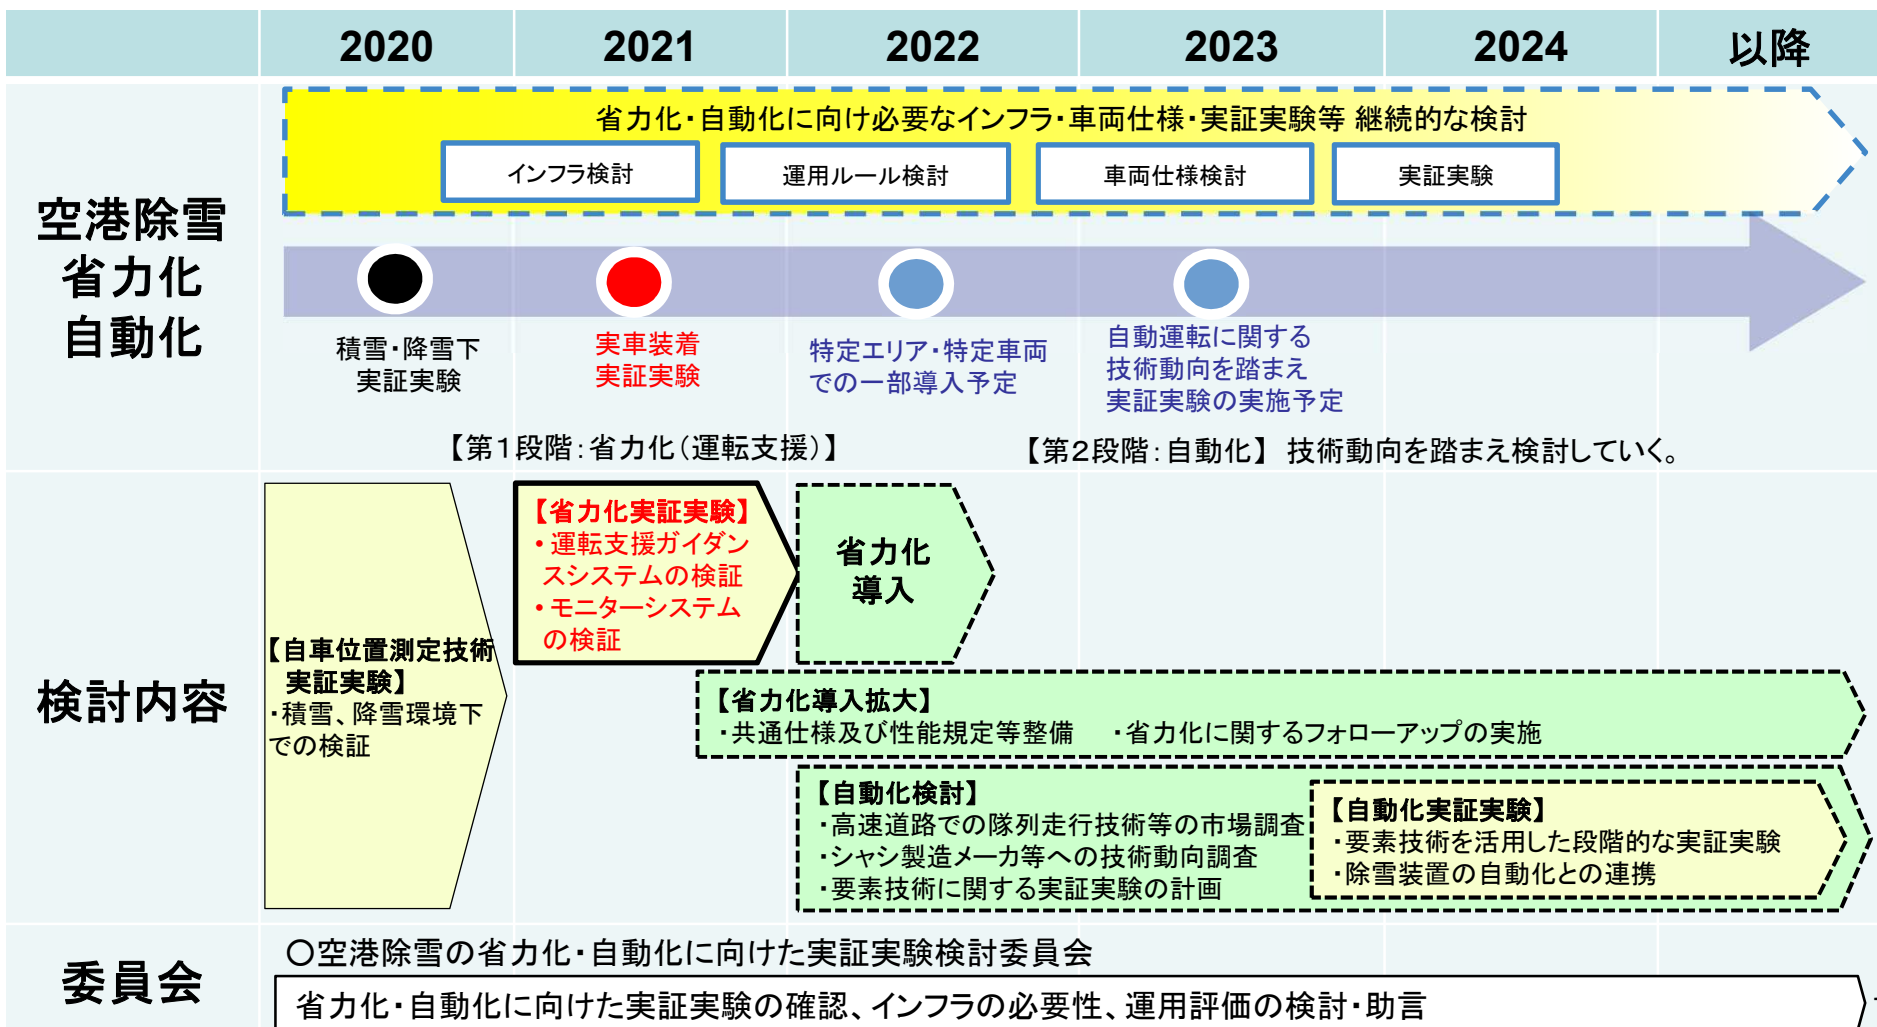 2020 2021 2022 2023 2024 以降
空港除雪
省力化
自動化
省力化・自動化に向け必要なインフラ・車両仕様・実証実験等 継続的な検討
インフラ検討 運用ルール検討 車両仕様検討 実証実験
積雪・降雪下
実証実験
実車装着
実証実験
特定エリア・特定車両
での一部導入予定
自動運転に関する
技術動向を踏まえ
実証実験の実施予定
【第1段階：省力化（運転支援）】
【第2段階：自動化】 技術動向を踏まえ検討していく。
検討内容
【自車位置測定技術
実証実験】
・積雪、降雪環境下
での検証
【省力化実証実験】
・運転支援ガイダン
スシステムの検証
・モニターシステム
の検証
省力化
導入
【省力化導入拡大】
・共通仕様及び性能規定等整備 ・省力化に関するフォローアップの実施
【自動化検討】
・高速道路での隊列走行技術等の市場調査
・シャシ製造メーカ等への技術動向調査
・要素技術に関する実証実験の計画
【自動化実証実験】
・要素技術を活用した段階的な実証実験
・除雪装置の自動化との連携
委員会
〇空港除雪の省力化・自動化に向けた実証実験検討委員会
省力化・自動化に向けた実証実験の確認、インフラの必要性、運用評価の検討・助言